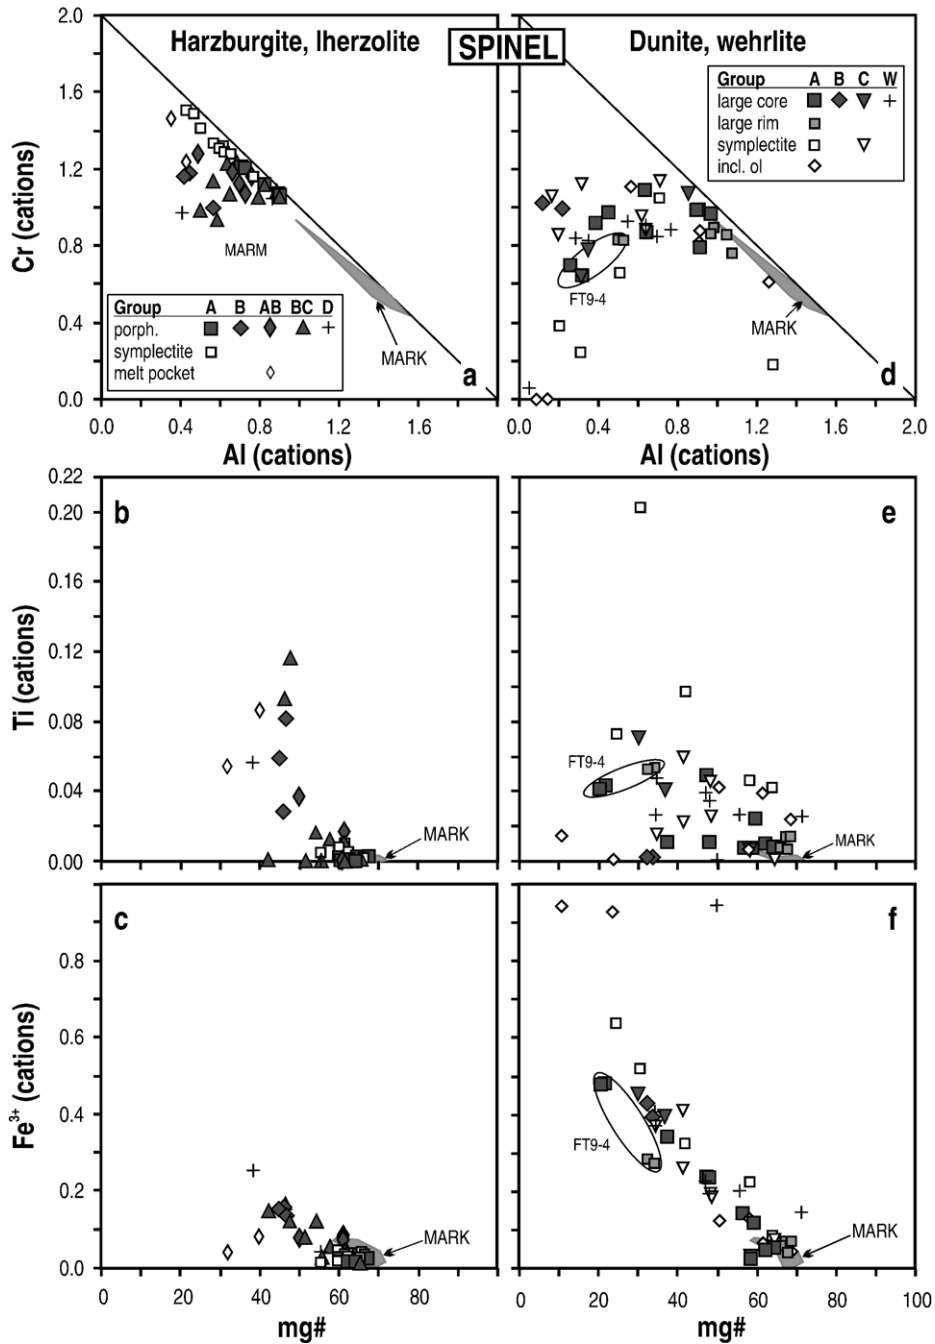 Harzburgite, lherzolite
SPINEL
Dunite, wehrlite
2.0
1.6
1.2
0.8
0.4
0.0
Cr (cations)
MARM
MARK
Group A B AB BC D
porph.
symplectite
melt pocket
a
0.0 0.4 0.8 1.2 1.6
Al (cations)
Group A B C W
large core
large rim
symplectite
incl. ol
FT9-4
MARK
d
0.0 0.4 0.8 1.2 1.6 2.0
Al (cations)
0.22
0.20
0.16
0.12
0.08
0.04
0.00
Ti (cations)
b
MARK
e
FT9-4
MARK
0.8
0.6
0.4
0.2
0.0
Fe3+ (cations)
c
MARK
f
FT9-4
MARK
0 20 40 60 80
mg#
0 20 40 60 80 100
mg#